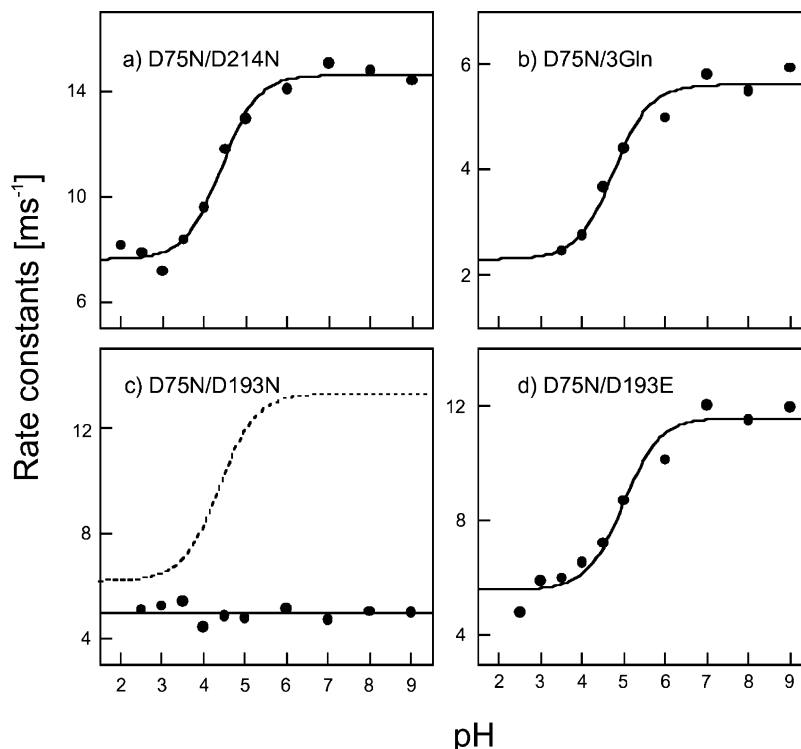 a) D75N/D214N
b) D75N/3Gln
14
10
6
6
4
2
Rate constants [ms⁻¹]
c) D75N/D193N
d) D75N/D193E
12
8
4
12
8
4
2 3 4 5 6 7 8 9
2 3 4 5 6 7 8 9
pH